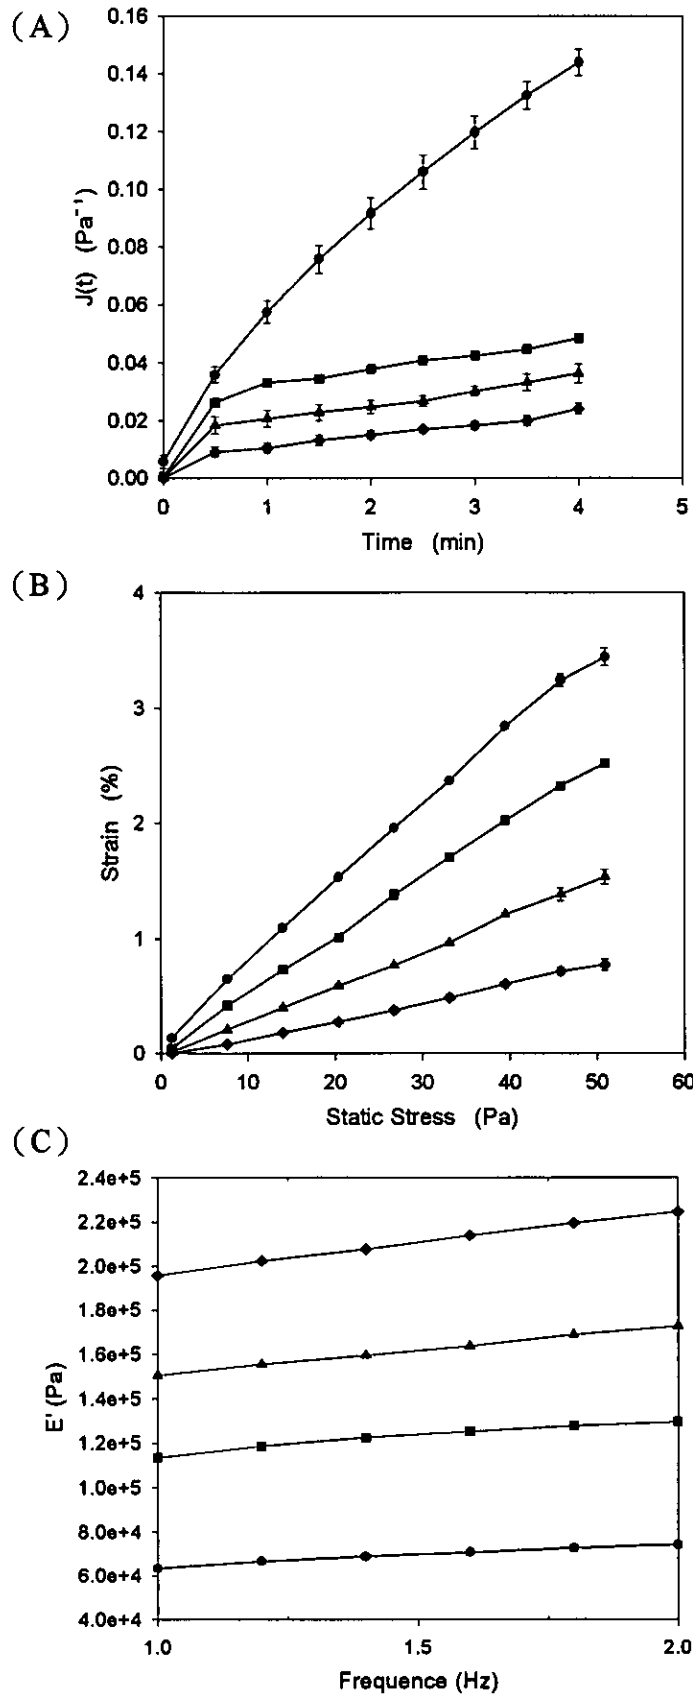 (A)
0.16
0.14
0.12
0.10
0.08
0.06
0.04
0.02
0.00
J(t) (Pa⁻¹)
0 1 2 3 4 5
Time (min)
(B)
4
3
2
1
0
Strain (%)
0 10 20 30 40 50 60
Static Stress (Pa)
(C)
2.4e+5
2.2e+5
2.0e+5
1.8e+5
1.6e+5
1.4e+5
1.2e+5
1.0e+5
8.0e+4
6.0e+4
4.0e+4
E' (Pa)
1.0 1.5 2.0
Frequence (Hz)